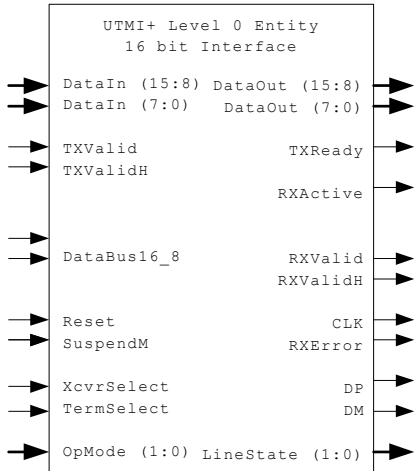 UTMI+ Level 0 Entity
16 bit Interface
DataIn (15:8) DataOut (15:8)
DataIn (7:0) DataOut (7:0)
TXValid TXReady
TXValidH
RXActive
DataBus16_8 RXValid
RXValidH
Reset CLK
SuspendM RXError
XcvrSelect DP
TermSelect DM
OpMode (1:0) LineState (1:0)